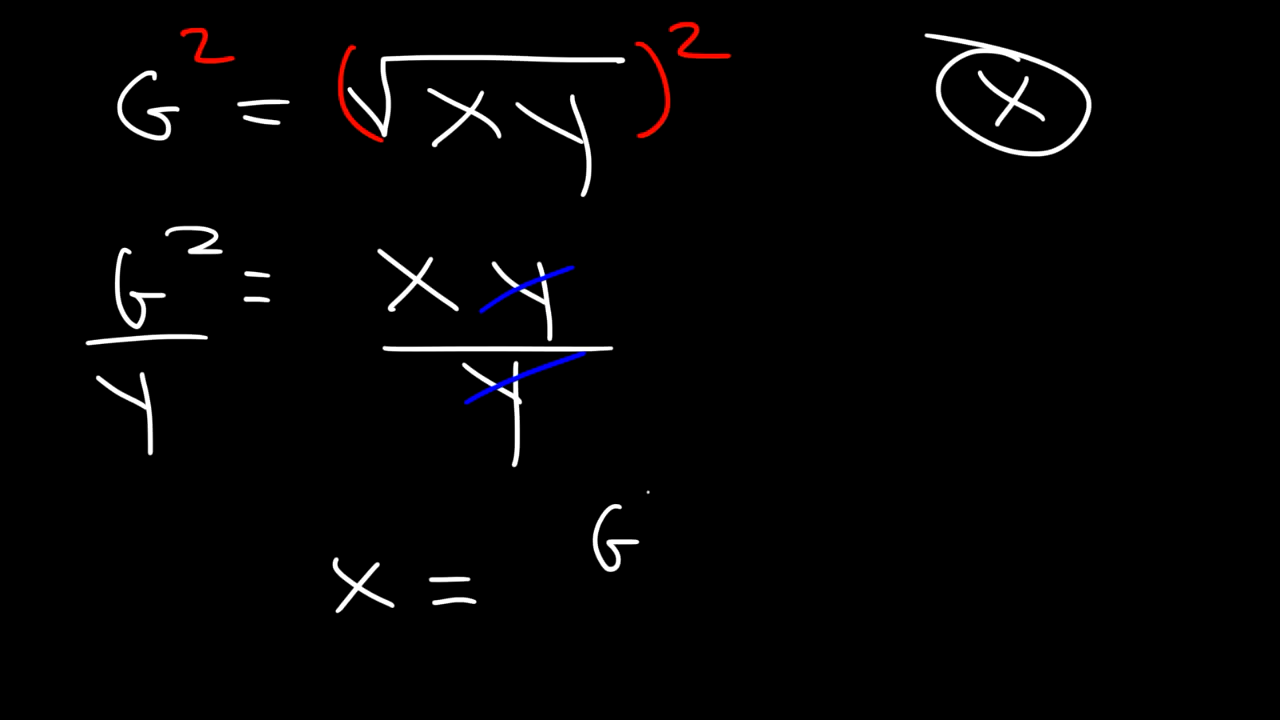 G² = (√xy)² x
G²/y = xy/y
x = G